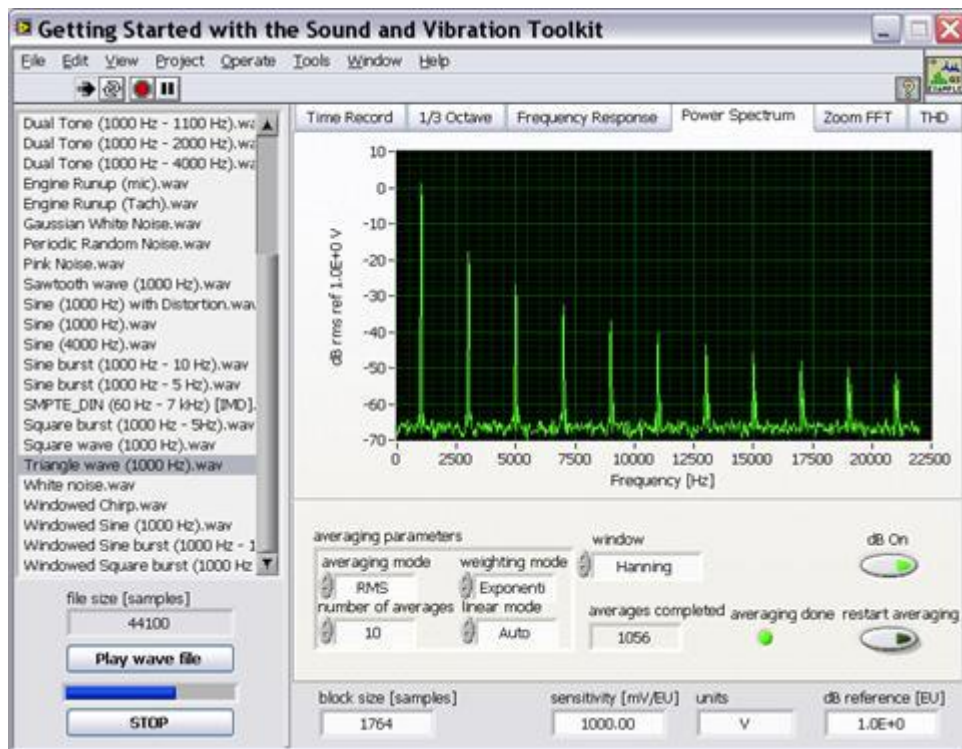 Getting Started with the Sound and Vibration Toolkit
File Edit View Project Operate Tools Window Help
Dual Tone (1000 Hz - 1100 Hz).wa
Dual Tone (1000 Hz - 2000 Hz).wa
Dual Tone (1000 Hz - 4000 Hz).wa
Engine Runup (mic).wav
Engine Runup (Tach).wav
Gaussian White Noise.wav
Periodic Random Noise.wav
Pink Noise.wav
Sawtooth wave (1000 Hz).wav
Sine (1000 Hz) with Distortion.wav
Sine (1000 Hz).wav
Sine (4000 Hz).wav
Sine burst (1000 Hz - 10 Hz).wav
Sine burst (1000 Hz - 5 Hz).wav
SMPTE_DIN (60 Hz - 7 kHz) [IMD].
Square burst (1000 Hz - 5Hz).wav
Square wave (1000 Hz).wav
Triangle wave (1000 Hz).wav
White noise.wav
Windowed Chirp.wav
Windowed Sine (1000 Hz).wav
Windowed Sine burst (1000 Hz - 1
Windowed Square burst (1000 Hz
file size [samples]
44100
Play wave file
STOP
Time Record 1/3 Octave Frequency Response Power Spectrum Zoom FFT THD
dB rms ref 1.0E+0 V
10
0
-10
-20
-30
-40
-50
-60
-70
0 2500 5000 7500 10000 12500 15000 17500 20000 22500
Frequency [Hz]
averaging parameters
averaging mode weighting mode
RMS Exponenti
number of averages linear mode
10 Auto
window
Hanning
dB On
averages completed averaging done restart averaging
1056
block size [samples] sensitivity [mV/EU] units dB reference [EU]
1764 1000.00 V 1.0E+0